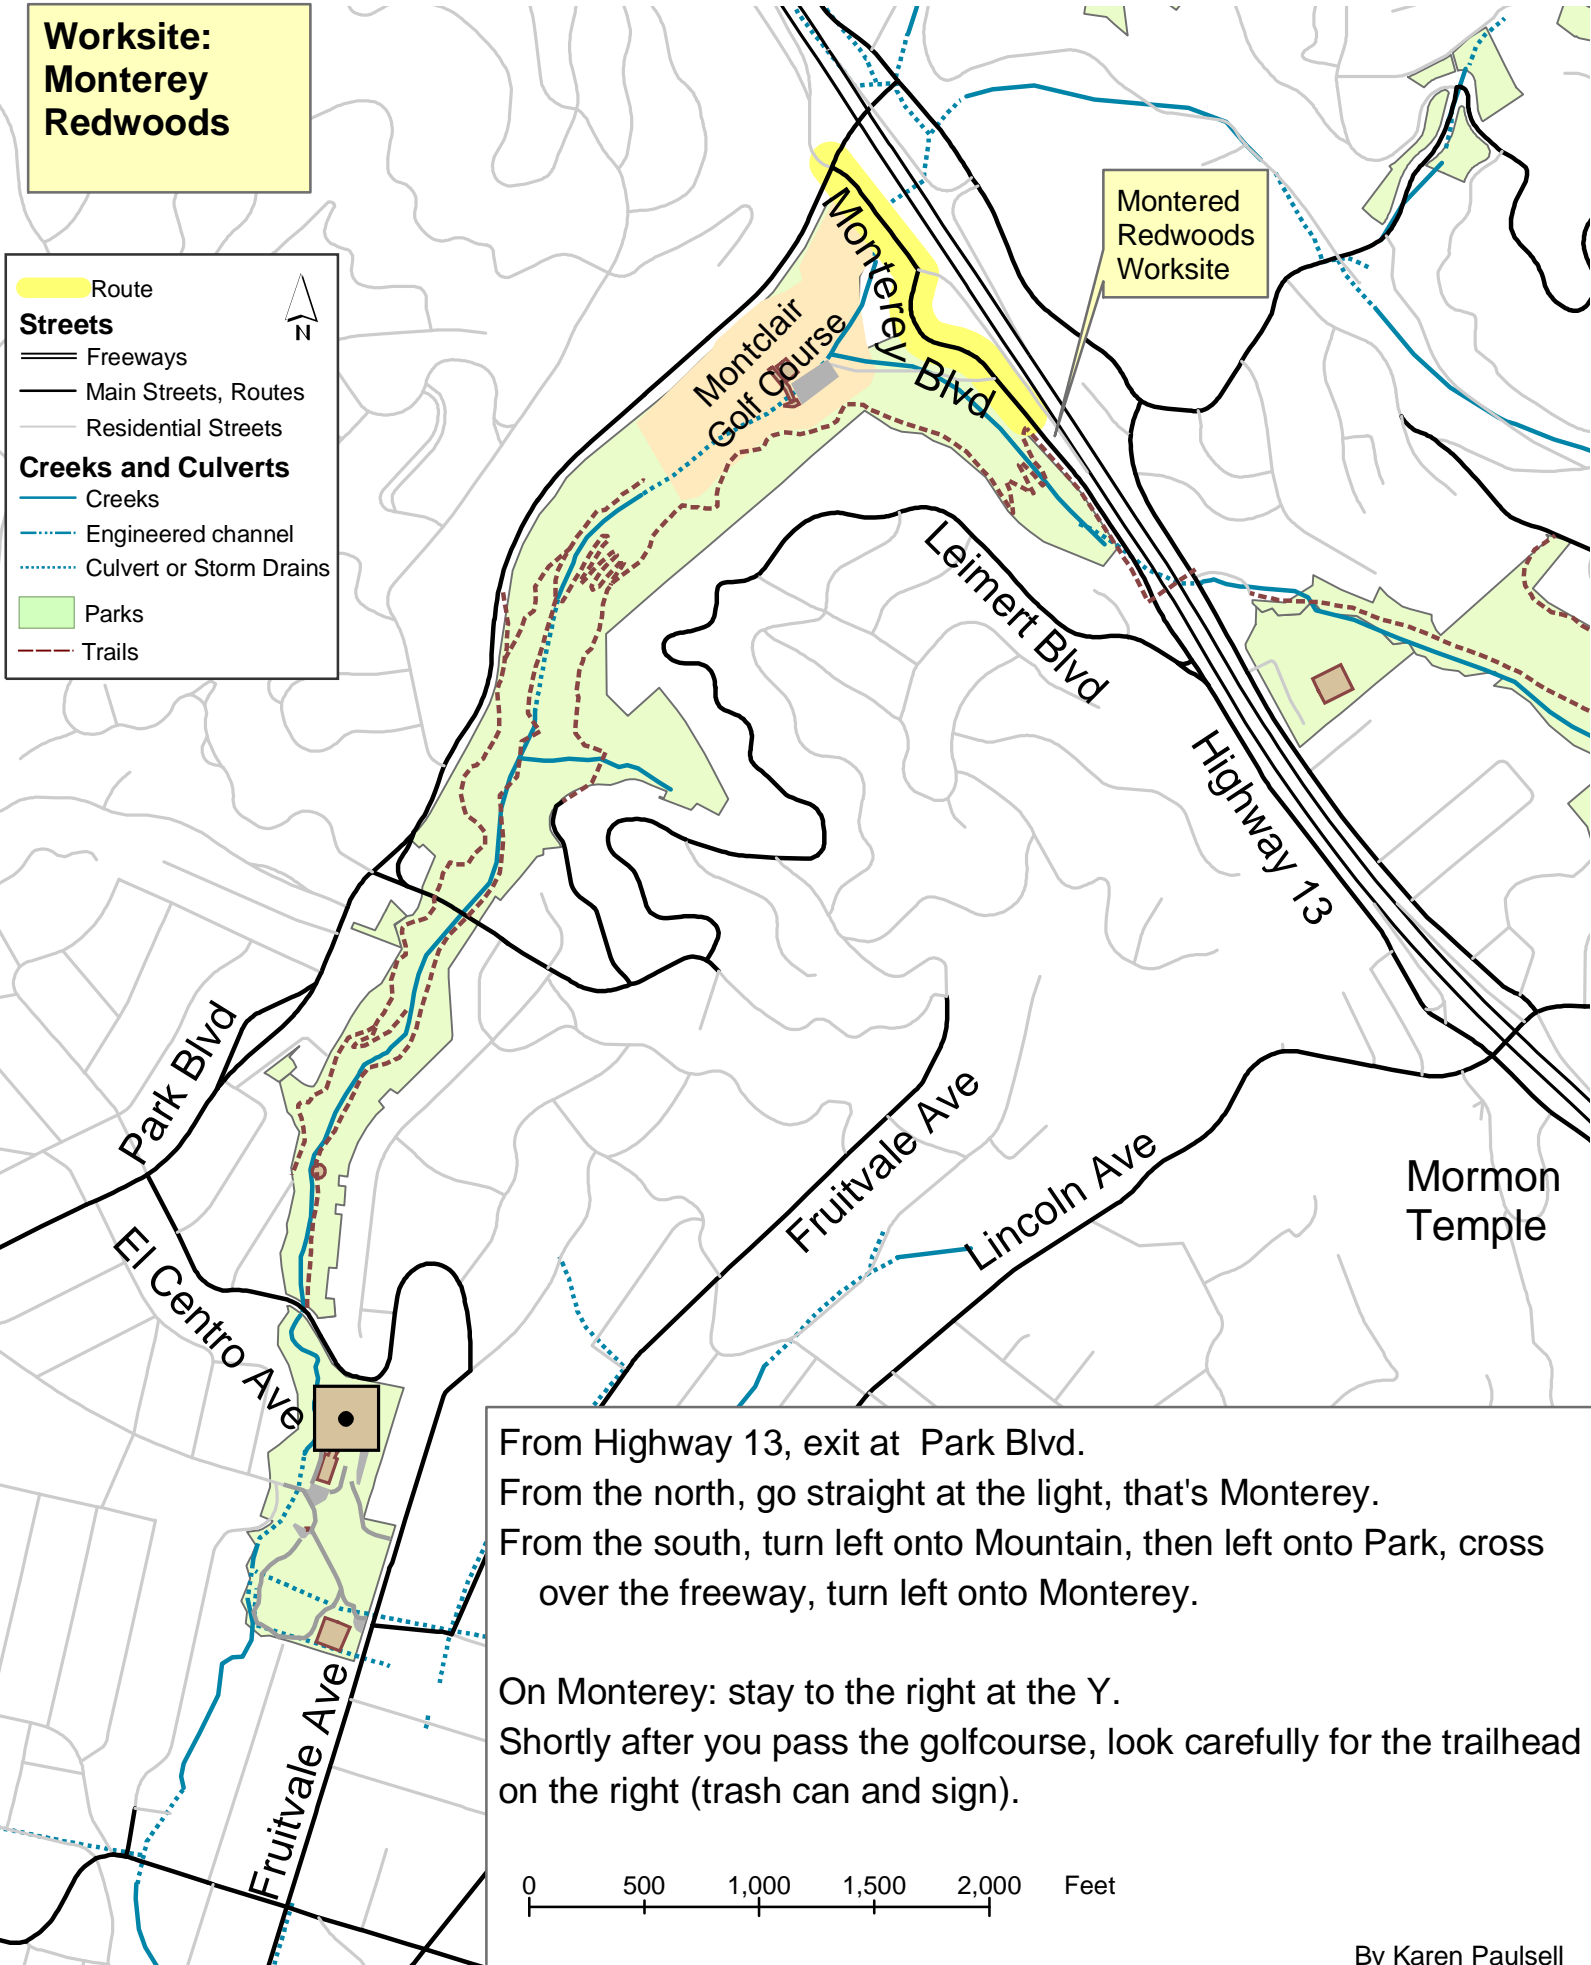 Worksite:
Monterey
Redwoods
Montered
Redwoods
Worksite
Route
N
Streets
Freeways
Main Streets, Routes
Residential Streets
Creeks and Culverts
Creeks
Engineered channel
Culvert or Storm Drains
Parks
Trails
Monterey Blvd
Montclair
Golf Course
Leimert Blvd
Highway 13
Park Blvd
El Centro Ave
Fruitvale Ave
Lincoln Ave
Mormon
Temple
Fruitvale Ave
From Highway 13, exit at Park Blvd.
From the north, go straight at the light, that's Monterey.
From the south, turn left onto Mountain, then left onto Park, cross
over the freeway, turn left onto Monterey.
On Monterey: stay to the right at the Y.
Shortly after you pass the golfcourse, look carefully for the trailhead
on the right (trash can and sign).
0 500 1,000 1,500 2,000 Feet
By Karen Paulsell